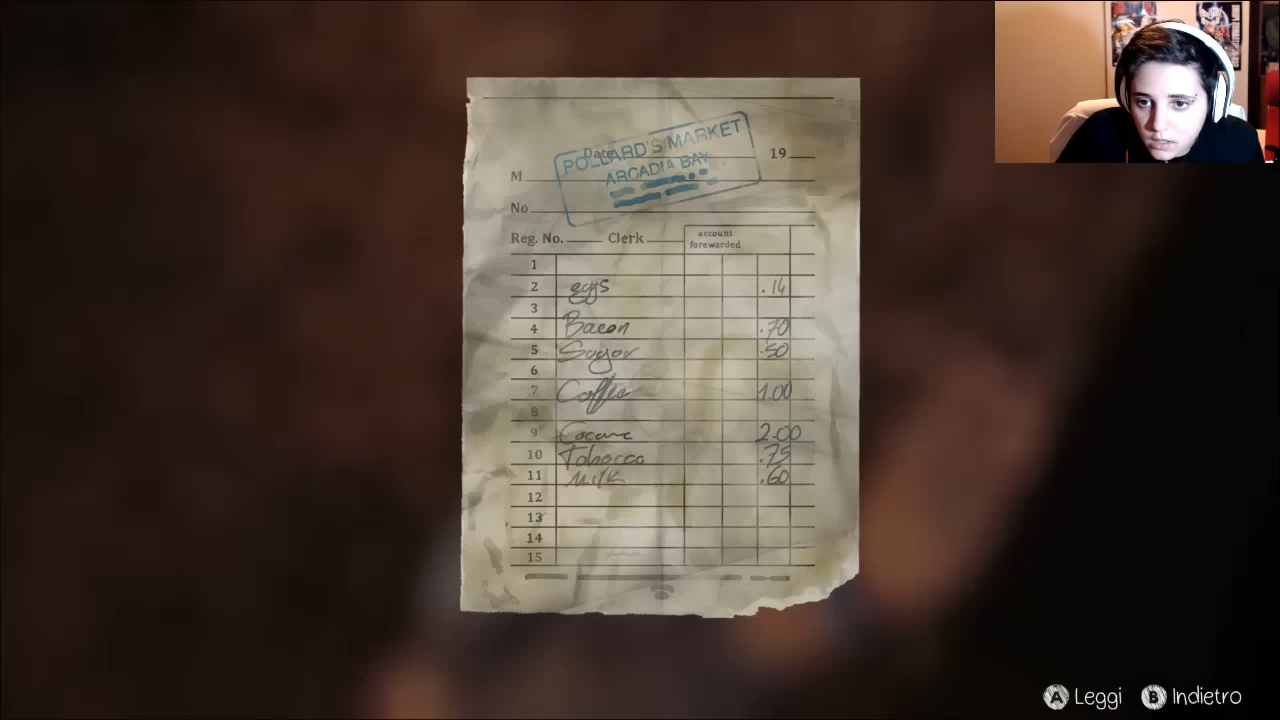 Date 19
POLLARD'S MARKET
ARCADIA BAY
M
No
Reg. No. Clerk account forewarded
1
2 eggs .14
3
4 Bacon .70
5 Sugar .50
6
7 Coffee 1.00
8
9 Cocane 2.00
10 Tobacco .75
11 Milk .60
12
13
14
15
A Leggi B Indietro